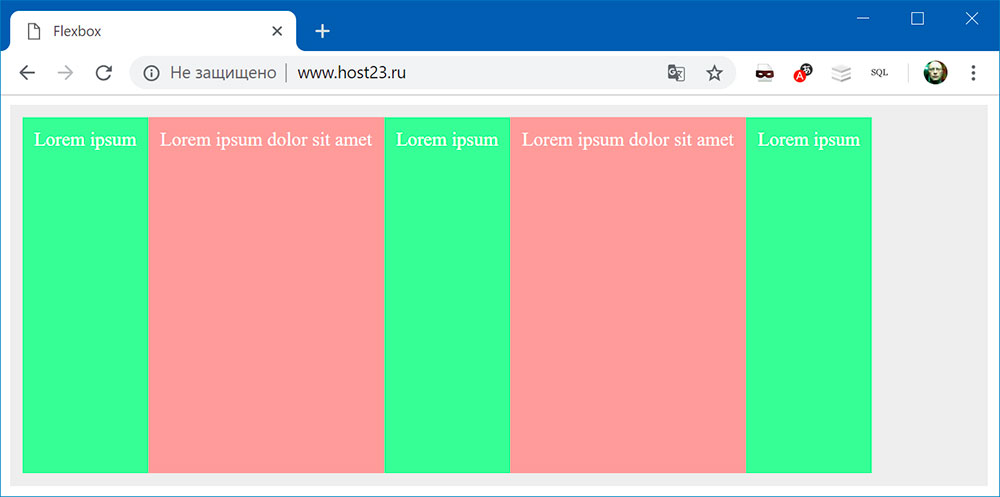 Flexbox
Не защищено www.host23.ru SQL
Lorem ipsum Lorem ipsum dolor sit amet Lorem ipsum Lorem ipsum dolor sit amet Lorem ipsum